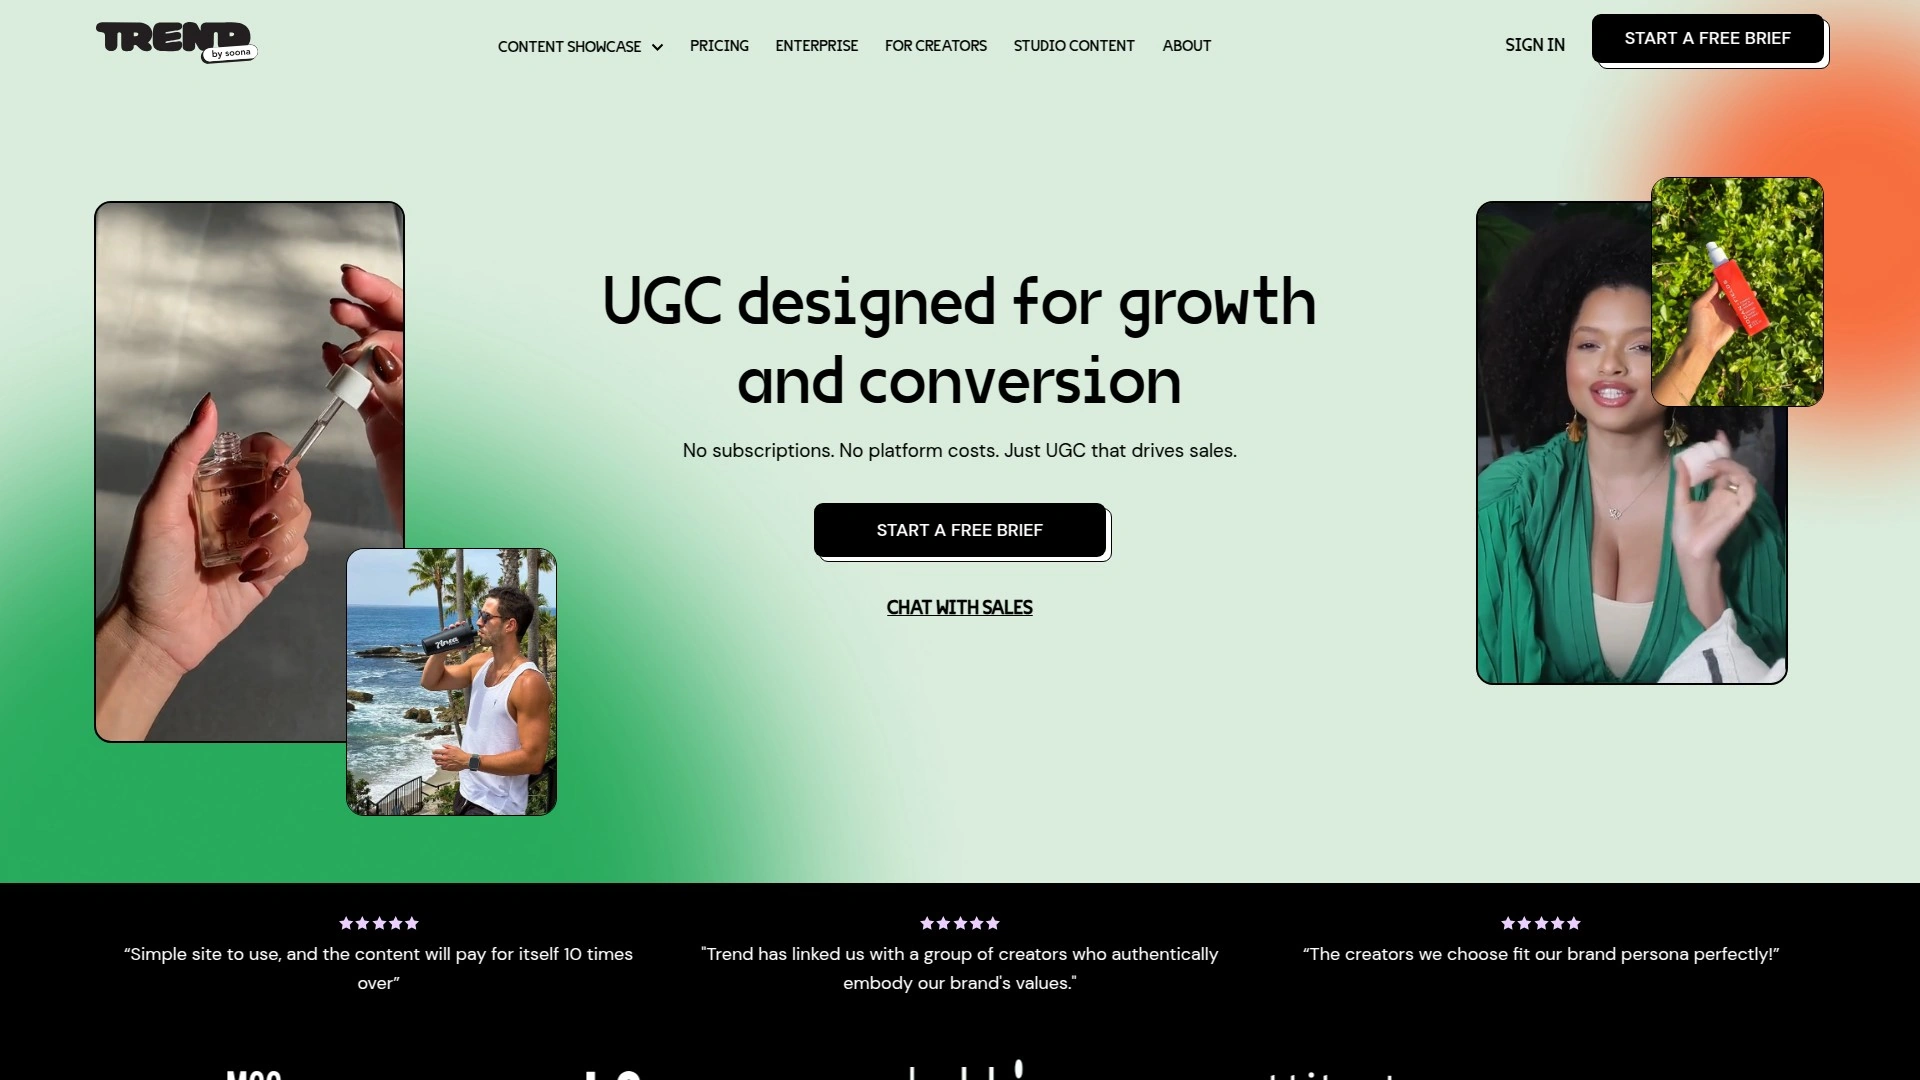 TREND
by soona
CONTENT SHOWCASE
PRICING
ENTERPRISE
FOR CREATORS
STUDIO CONTENT
ABOUT
SIGN IN
START A FREE BRIEF
UGC designed for growth
and conversion
No subscriptions. No platform costs. Just UGC that drives sales.
START A FREE BRIEF
CHAT WITH SALES
“Simple site to use, and the content will pay for itself 10 times
over”
"Trend has linked us with a group of creators who authentically
embody our brand's values."
“The creators we choose fit our brand persona perfectly!”